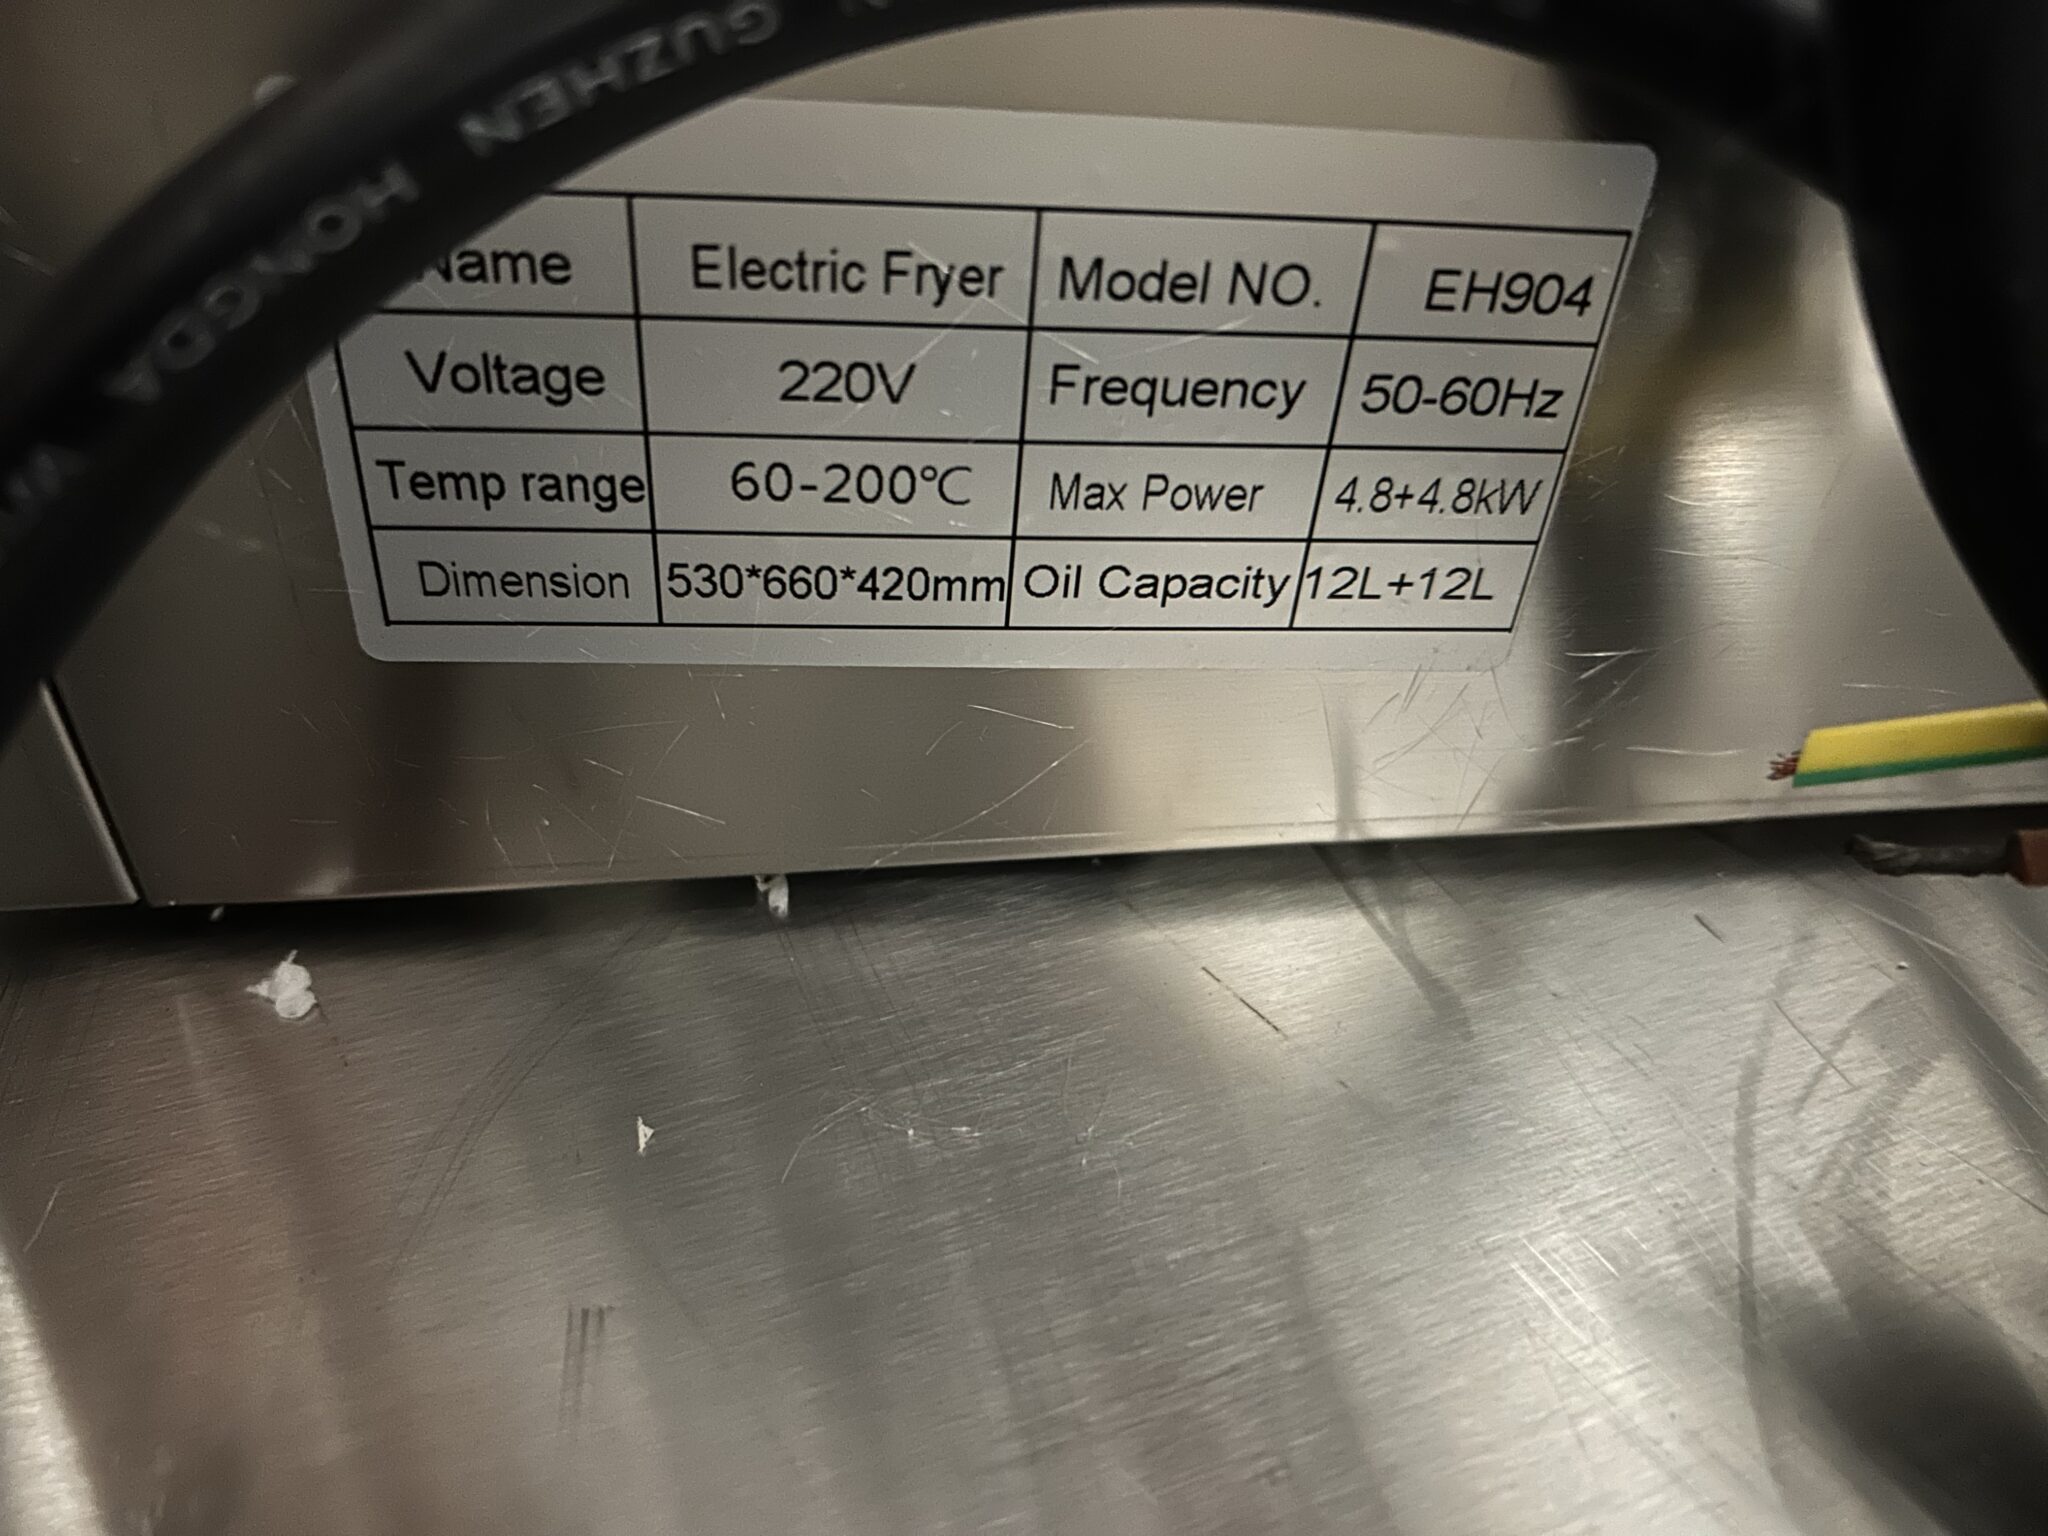 GUZHEN
HONGDA
Name Electric Fryer Model NO. EH904
Voltage 220V Frequency 50-60Hz
Temp range 60-200℃ Max Power 4.8+4.8kW
Dimension 530*660*420mm Oil Capacity 12L+12L